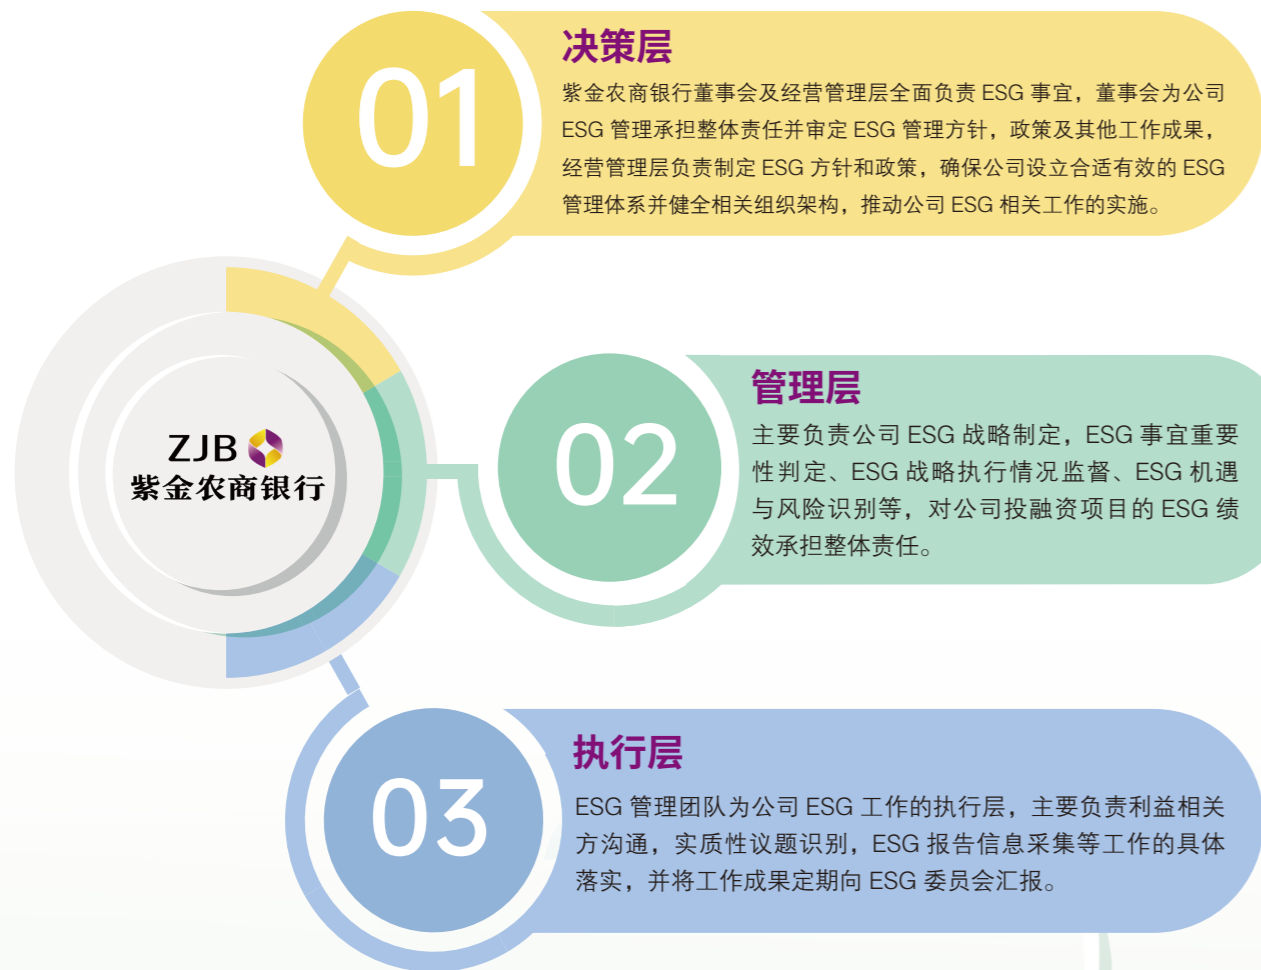 01
决策层
紫金农商银行董事会及经营管理层全面负责 ESG 事宜，董事会为公司
ESG 管理承担整体责任并审定 ESG 管理方针，政策及其他工作成果，
经营管理层负责制定 ESG 方针和政策，确保公司设立合适有效的 ESG
管理体系并健全相关组织架构，推动公司 ESG 相关工作的实施。
ZJB
紫金农商银行
02
管理层
主要负责公司 ESG 战略制定，ESG 事宜重要
性判定、ESG 战略执行情况监督、ESG 机遇
与风险识别等，对公司投融资项目的 ESG 绩
效承担整体责任。
03
执行层
ESG 管理团队为公司 ESG 工作的执行层，主要负责利益相关
方沟通，实质性议题识别，ESG 报告信息采集等工作的具体
落实，并将工作成果定期向 ESG 委员会汇报。